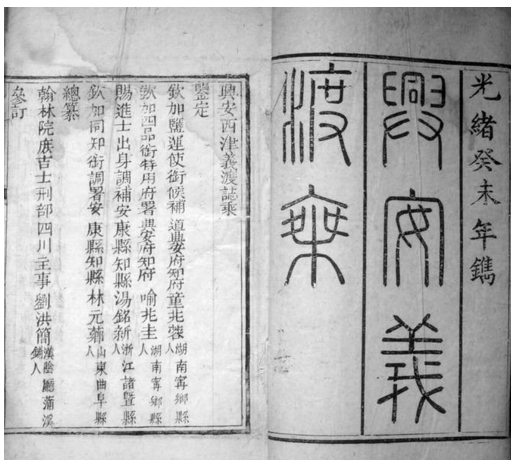 光緒癸未年鐫
興安義
渡乘
興安西津義渡誌乘
鑒定
欽加鹽運使銜候補道興安府知府童兆蓉湖南寧鄉縣人
欽加四品銜特用府署興安府知府喻兆圭湖南寧鄉縣人
賜進士出身調補安康縣知縣湯銘新浙江諸暨縣人
欽加同知銜調署安康縣知縣林元薌山東曲阜縣人
總纂
翰林院庶吉士刑部四川主事劉洪簡漢陰廳蒲溪鋪人
參訂